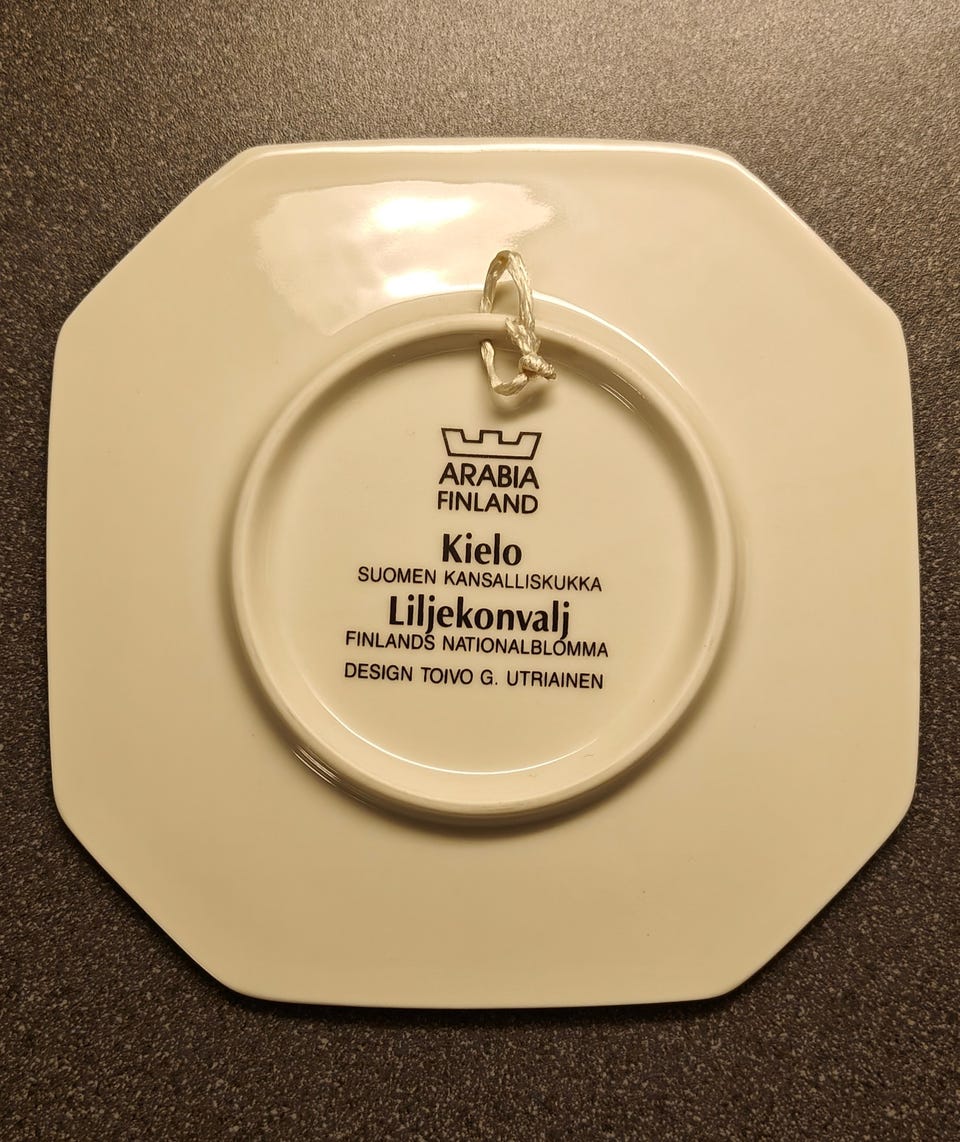 ARABIA
FINLAND
Kielo
SUOMEN KANSALLISKUKKA
Liljekonvalj
FINLANDS NATIONALBLOMMA
DESIGN TOIVO G. UTRIAINEN